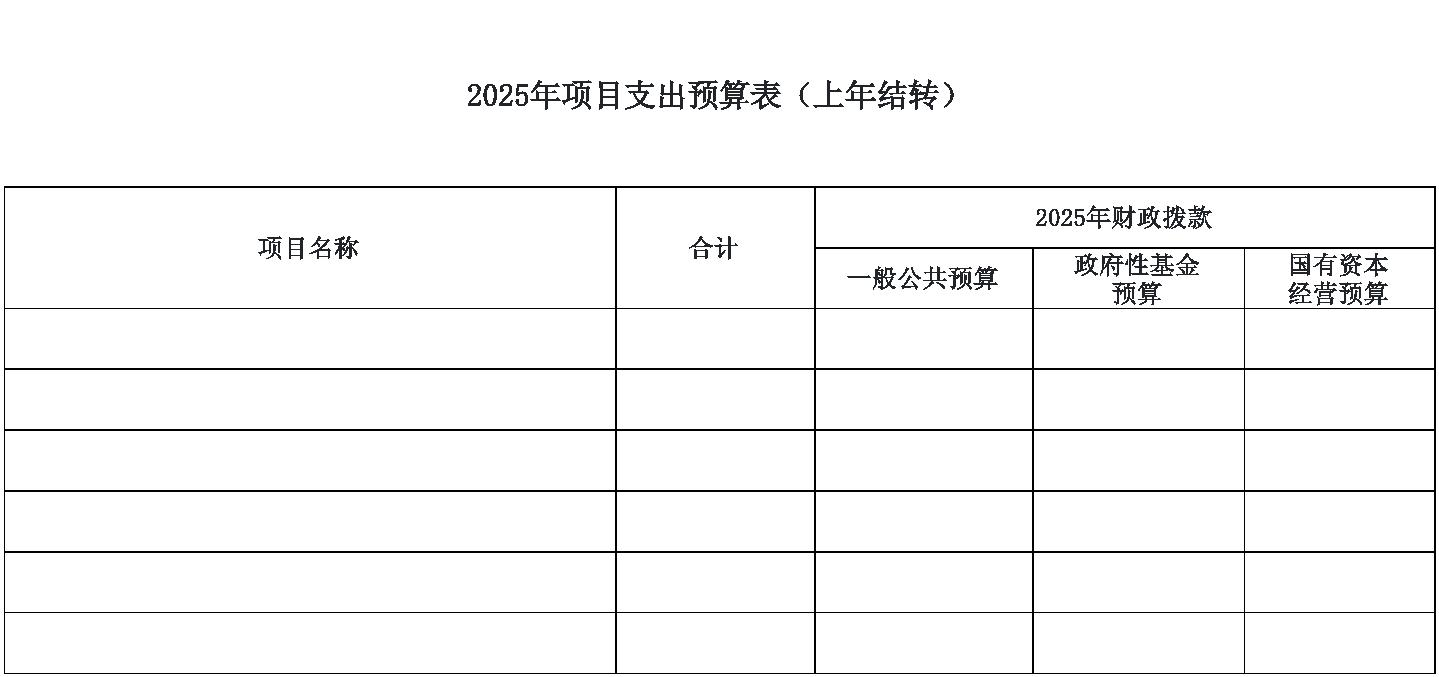 2025年项目支出预算表（上年结转）
项目名称
合计
2025年财政拨款
一般公共预算
政府性基金
预算
国有资本
经营预算